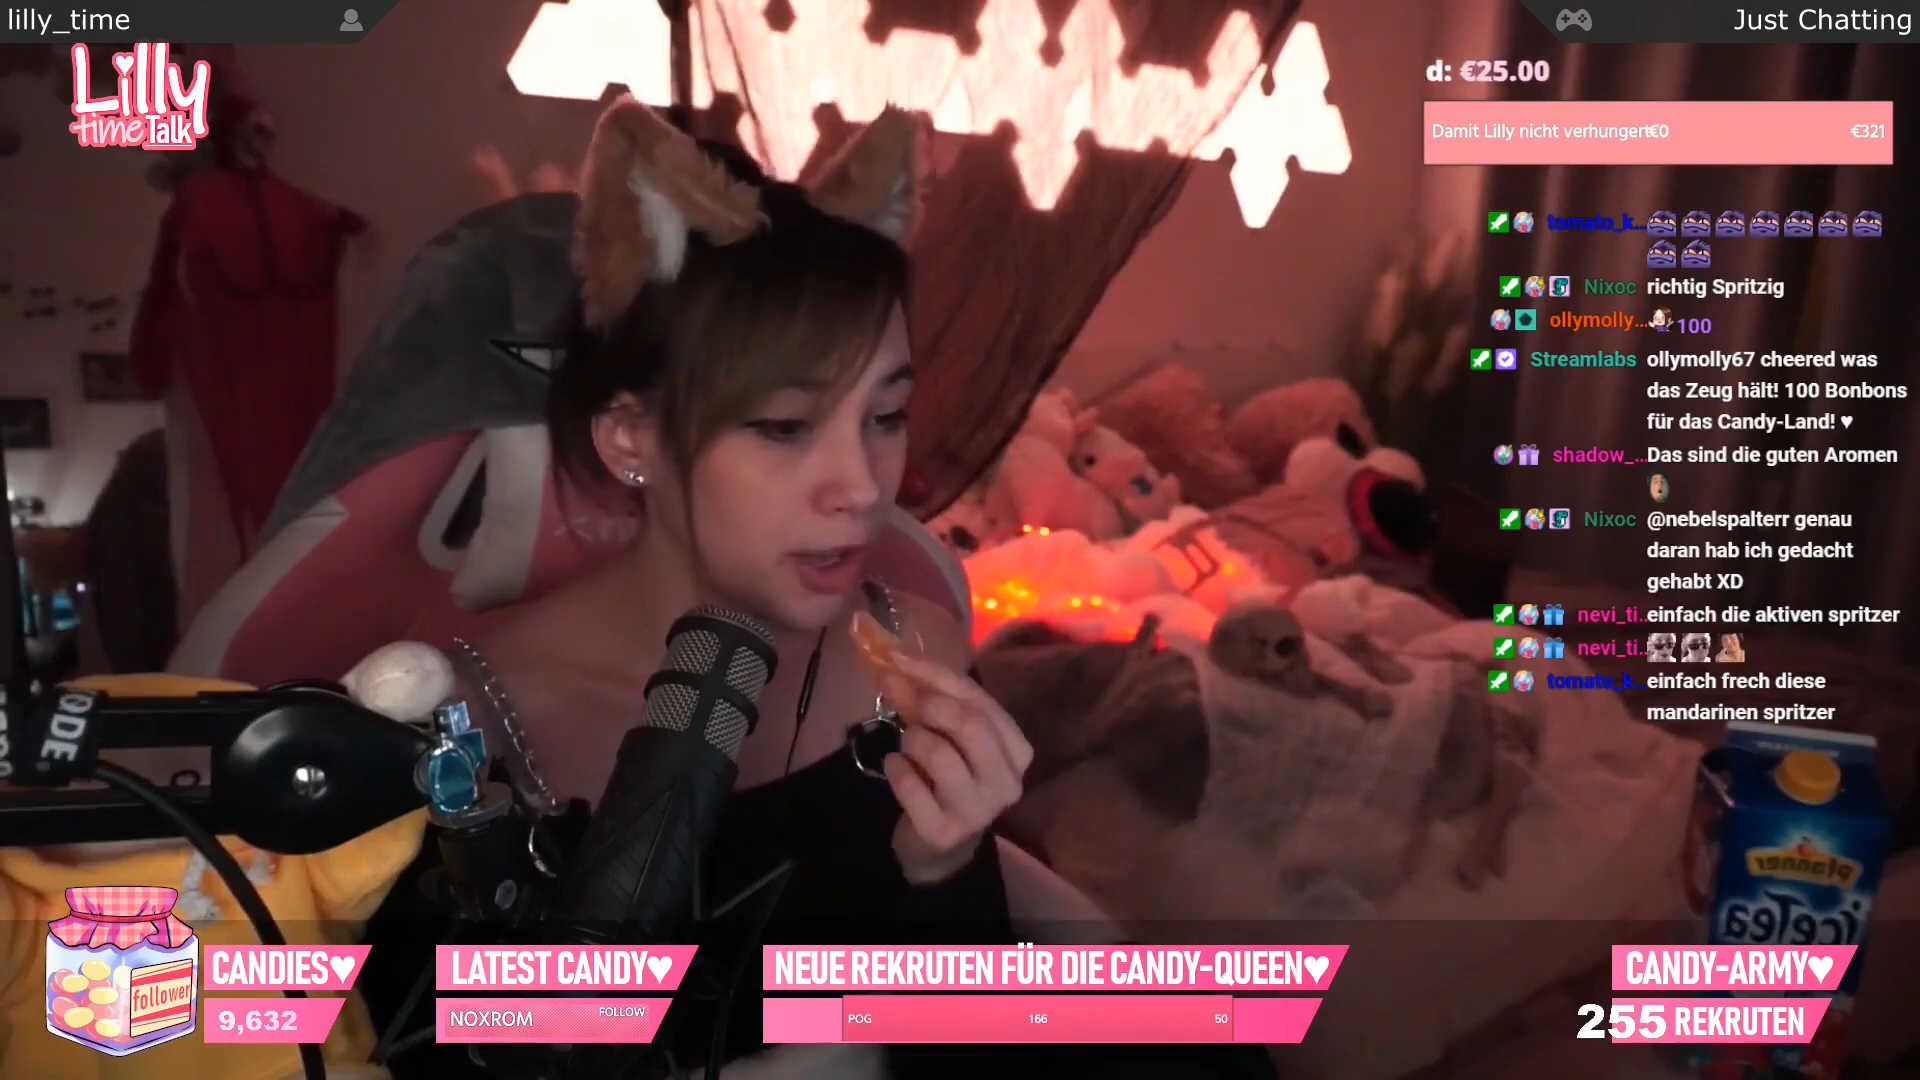 lilly_time
Just Chatting
Lilly
time Talk
d: €25.00
Damit Lilly nicht verhungert €0 €321
tomato_k...
Nixoc richtig Spritzig
ollymolly... 100
Streamlabs ollymolly67 cheered was
das Zeug hält! 100 Bonbons
für das Candy-Land! ♥
shadow_... Das sind die guten Aromen
Nixoc @nebelspalterr genau
daran hab ich gedacht
gehabt XD
nevi_ti... einfach die aktiven spritzer
nevi_ti...
tomato_k... einfach frech diese
mandarinen spritzer
RØDE
pfanner
IceTea
follower
CANDIES♥
9,632
LATEST CANDY♥
NOXROM FOLLOW
NEUE REKRUTEN FÜR DIE CANDY-QUEEN♥
POG 166 50
CANDY-ARMY♥
255 REKRUTEN